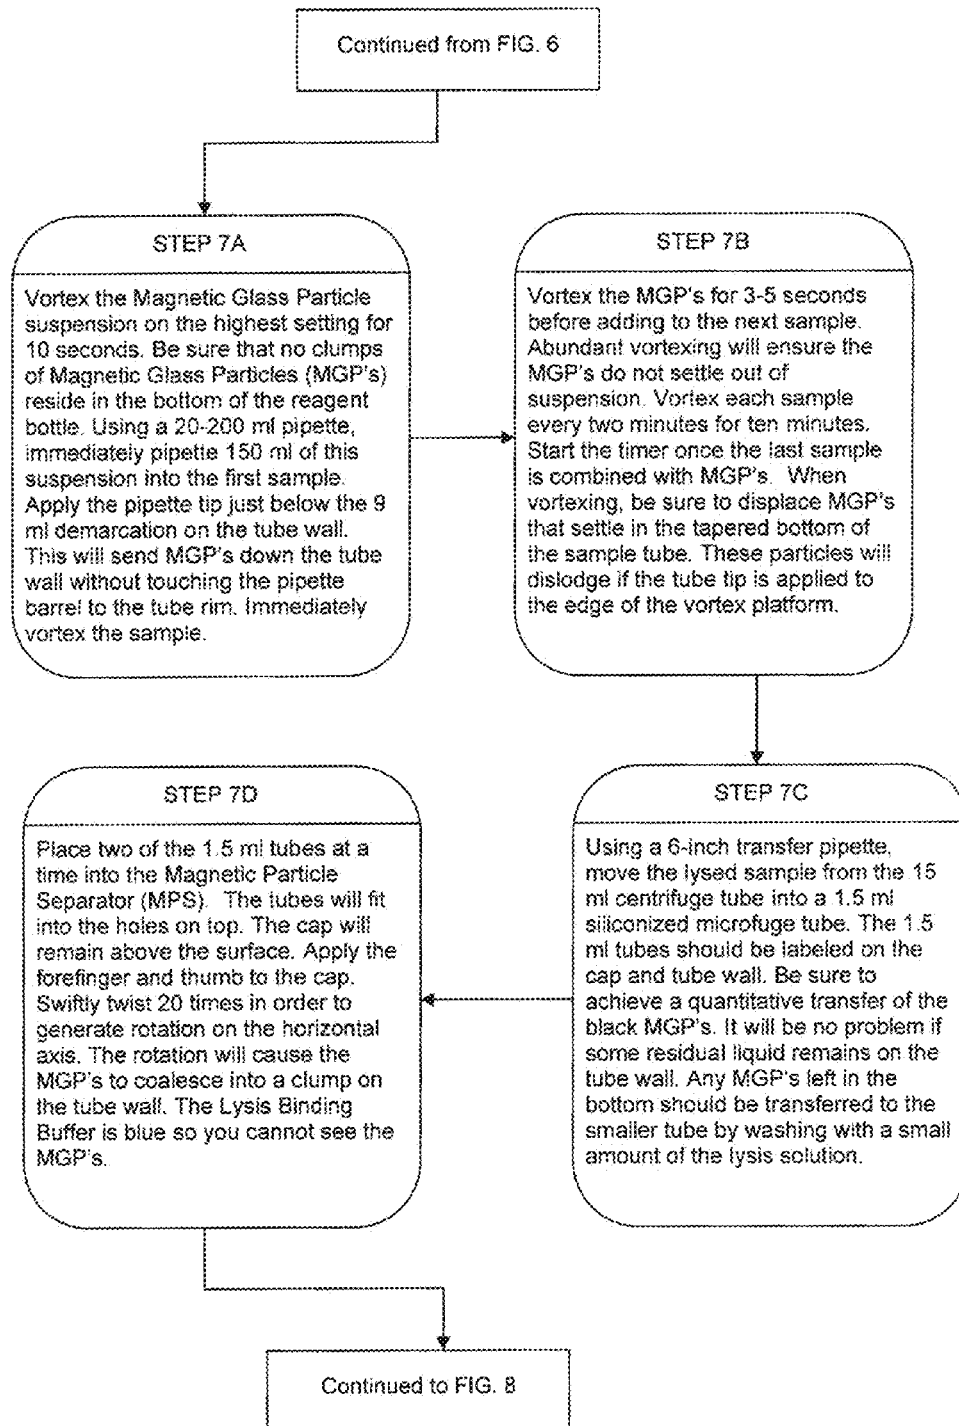 Continued from FIG. 6
STEP 7A
Vortex the Magnetic Glass Particle
suspension on the highest setting for
10 seconds. Be sure that no clumps
of Magnetic Glass Particles (MGP's)
reside in the bottom of the reagent
bottle. Using a 20-200 ml pipette,
immediately pipette 150 ml of this
suspension into the first sample.
Apply the pipette tip just below the 9
ml demarcation on the tube wall.
This will send MGP's down the tube
wall without touching the pipette
barrel to the tube rim. Immediately
vortex the sample.
STEP 7B
Vortex the MGP's for 3-5 seconds
before adding to the next sample.
Abundant vortexing will ensure the
MGP's do not settle out of
suspension. Vortex each sample
every two minutes for ten minutes.
Start the timer once the last sample
is combined with MGP's. When
vortexing, be sure to displace MGP's
that settle in the tapered bottom of
the sample tube. These particles will
dislodge if the tube tip is applied to
the edge of the vortex platform.
STEP 7C
Using a 6-inch transfer pipette,
move the lysed sample from the 15
ml centrifuge tube into a 1.5 ml
siliconized microfuge tube. The 1.5
ml tubes should be labeled on the
cap and tube wall. Be sure to
achieve a quantitative transfer of the
black MGP's. It will be no problem if
some residual liquid remains on the
tube wall. Any MGP's left in the
bottom should be transferred to the
smaller tube by washing with a small
amount of the lysis solution.
STEP 7D
Place two of the 1.5 ml tubes at a
time into the Magnetic Particle
Separator (MPS). The tubes will fit
into the holes on top. The cap will
remain above the surface. Apply the
forefinger and thumb to the cap.
Swiftly twist 20 times in order to
generate rotation on the horizontal
axis. The rotation will cause the
MGP's to coalesce into a clump on
the tube wall. The Lysis Binding
Buffer is blue so you cannot see the
MGP's.
Continued to FIG. 8